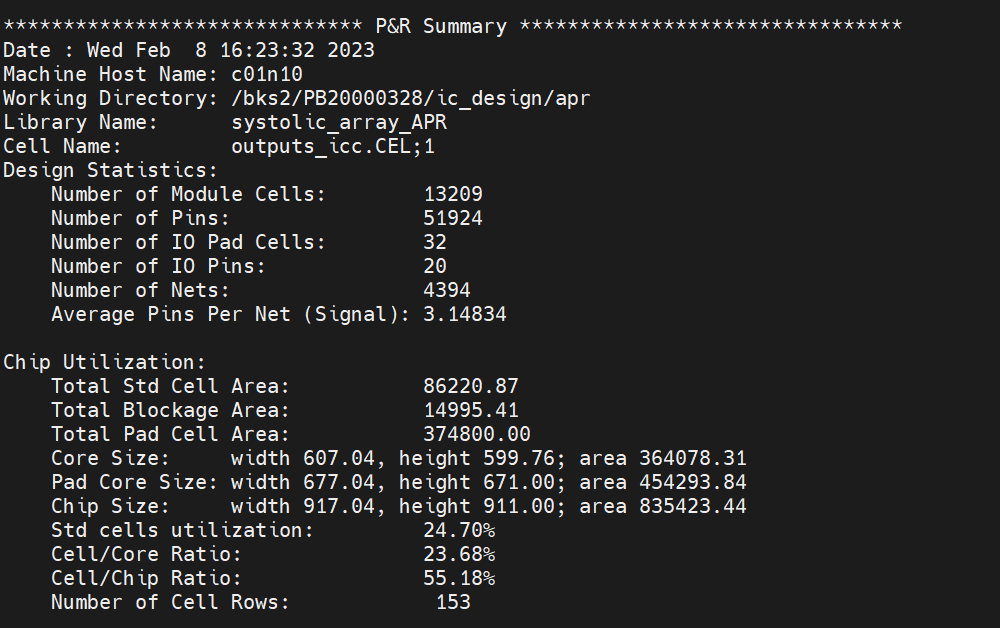 ****************************** P&R Summary ********************************
Date : Wed Feb  8 16:23:32 2023
Machine Host Name: c01n10
Working Directory: /bks2/PB20000328/ic_design/apr
Library Name:      systolic_array_APR
Cell Name:         outputs_icc.CEL;1
Design Statistics:
    Number of Module Cells:        13209
    Number of Pins:                51924
    Number of IO Pad Cells:        32
    Number of IO Pins:             20
    Number of Nets:                4394
    Average Pins Per Net (Signal): 3.14834

Chip Utilization:
    Total Std Cell Area:           86220.87
    Total Blockage Area:           14995.41
    Total Pad Cell Area:           374800.00
    Core Size:     width 607.04, height 599.76; area 364078.31
    Pad Core Size: width 677.04, height 671.00; area 454293.84
    Chip Size:     width 917.04, height 911.00; area 835423.44
    Std cells utilization:         24.70%
    Cell/Core Ratio:               23.68%
    Cell/Chip Ratio:               55.18%
    Number of Cell Rows:            153